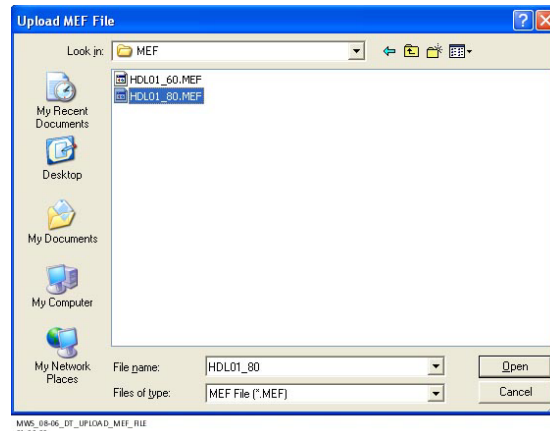 Upload MEF File
Look in:
MEF
HDL01_60.MEF
HDL01_80.MEF
My Recent
Documents
Desktop
My Documents
My Computer
My Network
Places
File name:
HDL01_80
Open
Files of type:
MEF File (*.MEF)
Cancel
MWS_08-06_DT_UPLOAD_MEF_FILE